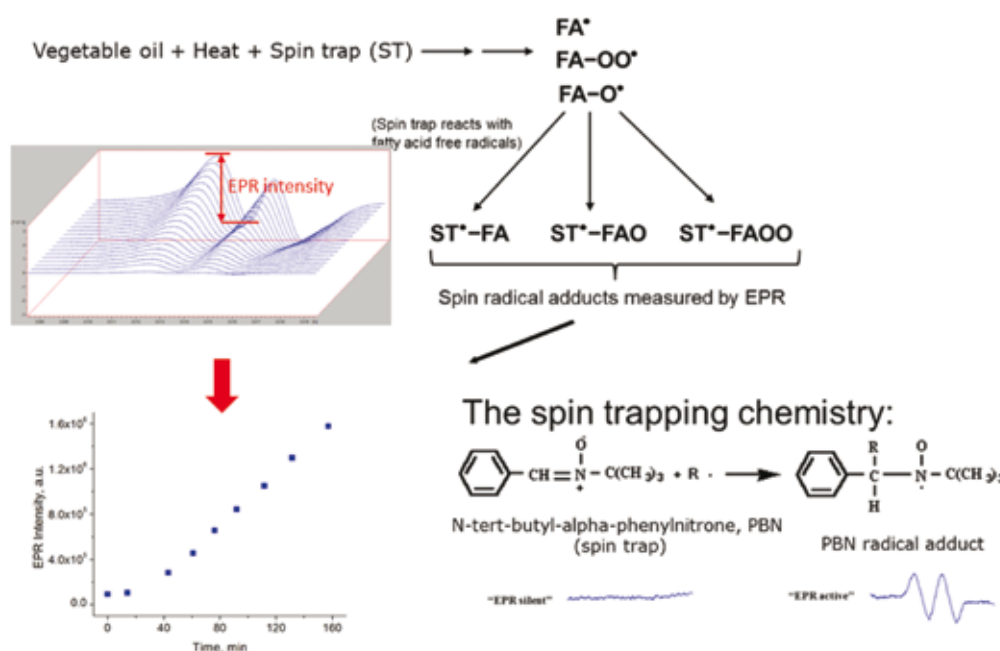 Vegetable oil + Heat + Spin trap (ST)
FA•
FA–OO•
FA–O•
(Spin trap reacts with
fatty acid free radicals)
EPR intensity
ST•–FA ST•–FAO ST•–FAOO
Spin radical adducts measured by EPR
1.6x10⁶
1.2x10⁶
8.0x10⁵
4.0x10⁵
0.0
EPR Intensity, a.u.
0 40 80 120 160
Time, min
The spin trapping chemistry:
O
CH=N–C(CH₃)₃ + R ·
+
O
R
C–N–C(CH₃)₃
H
N-tert-butyl-alpha-phenylnitrone, PBN
(spin trap)
PBN radical adduct
"EPR silent"
"EPR active"